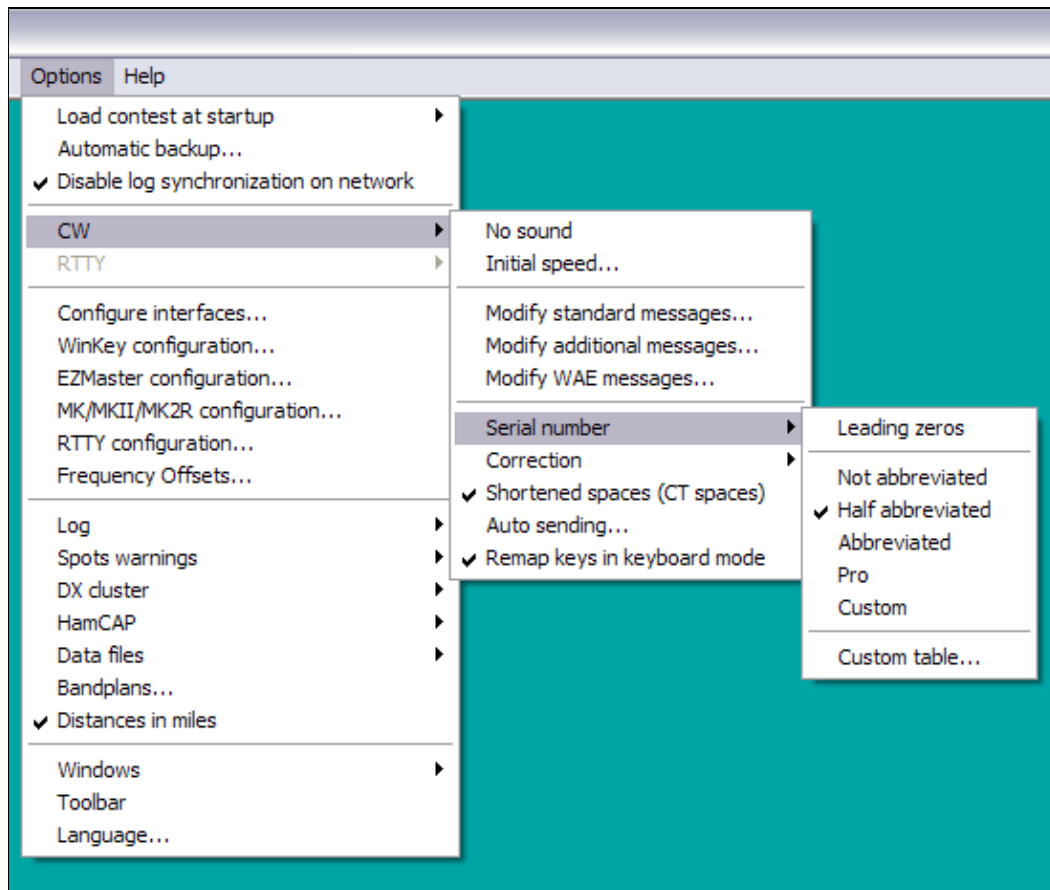 Options Help
Load contest at startup
Automatic backup...
Disable log synchronization on network
CW
RTTY
Configure interfaces...
WinKey configuration...
EZMaster configuration...
MK/MKII/MK2R configuration...
RTTY configuration...
Frequency Offsets...
Log
Spots warnings
DX cluster
HamCAP
Data files
Bandplans...
Distances in miles
Windows
Toolbar
Language...
No sound
Initial speed...
Modify standard messages...
Modify additional messages...
Modify WAE messages...
Serial number
Correction
Shortened spaces (CT spaces)
Auto sending...
Remap keys in keyboard mode
Leading zeros
Not abbreviated
Half abbreviated
Abbreviated
Pro
Custom
Custom table...